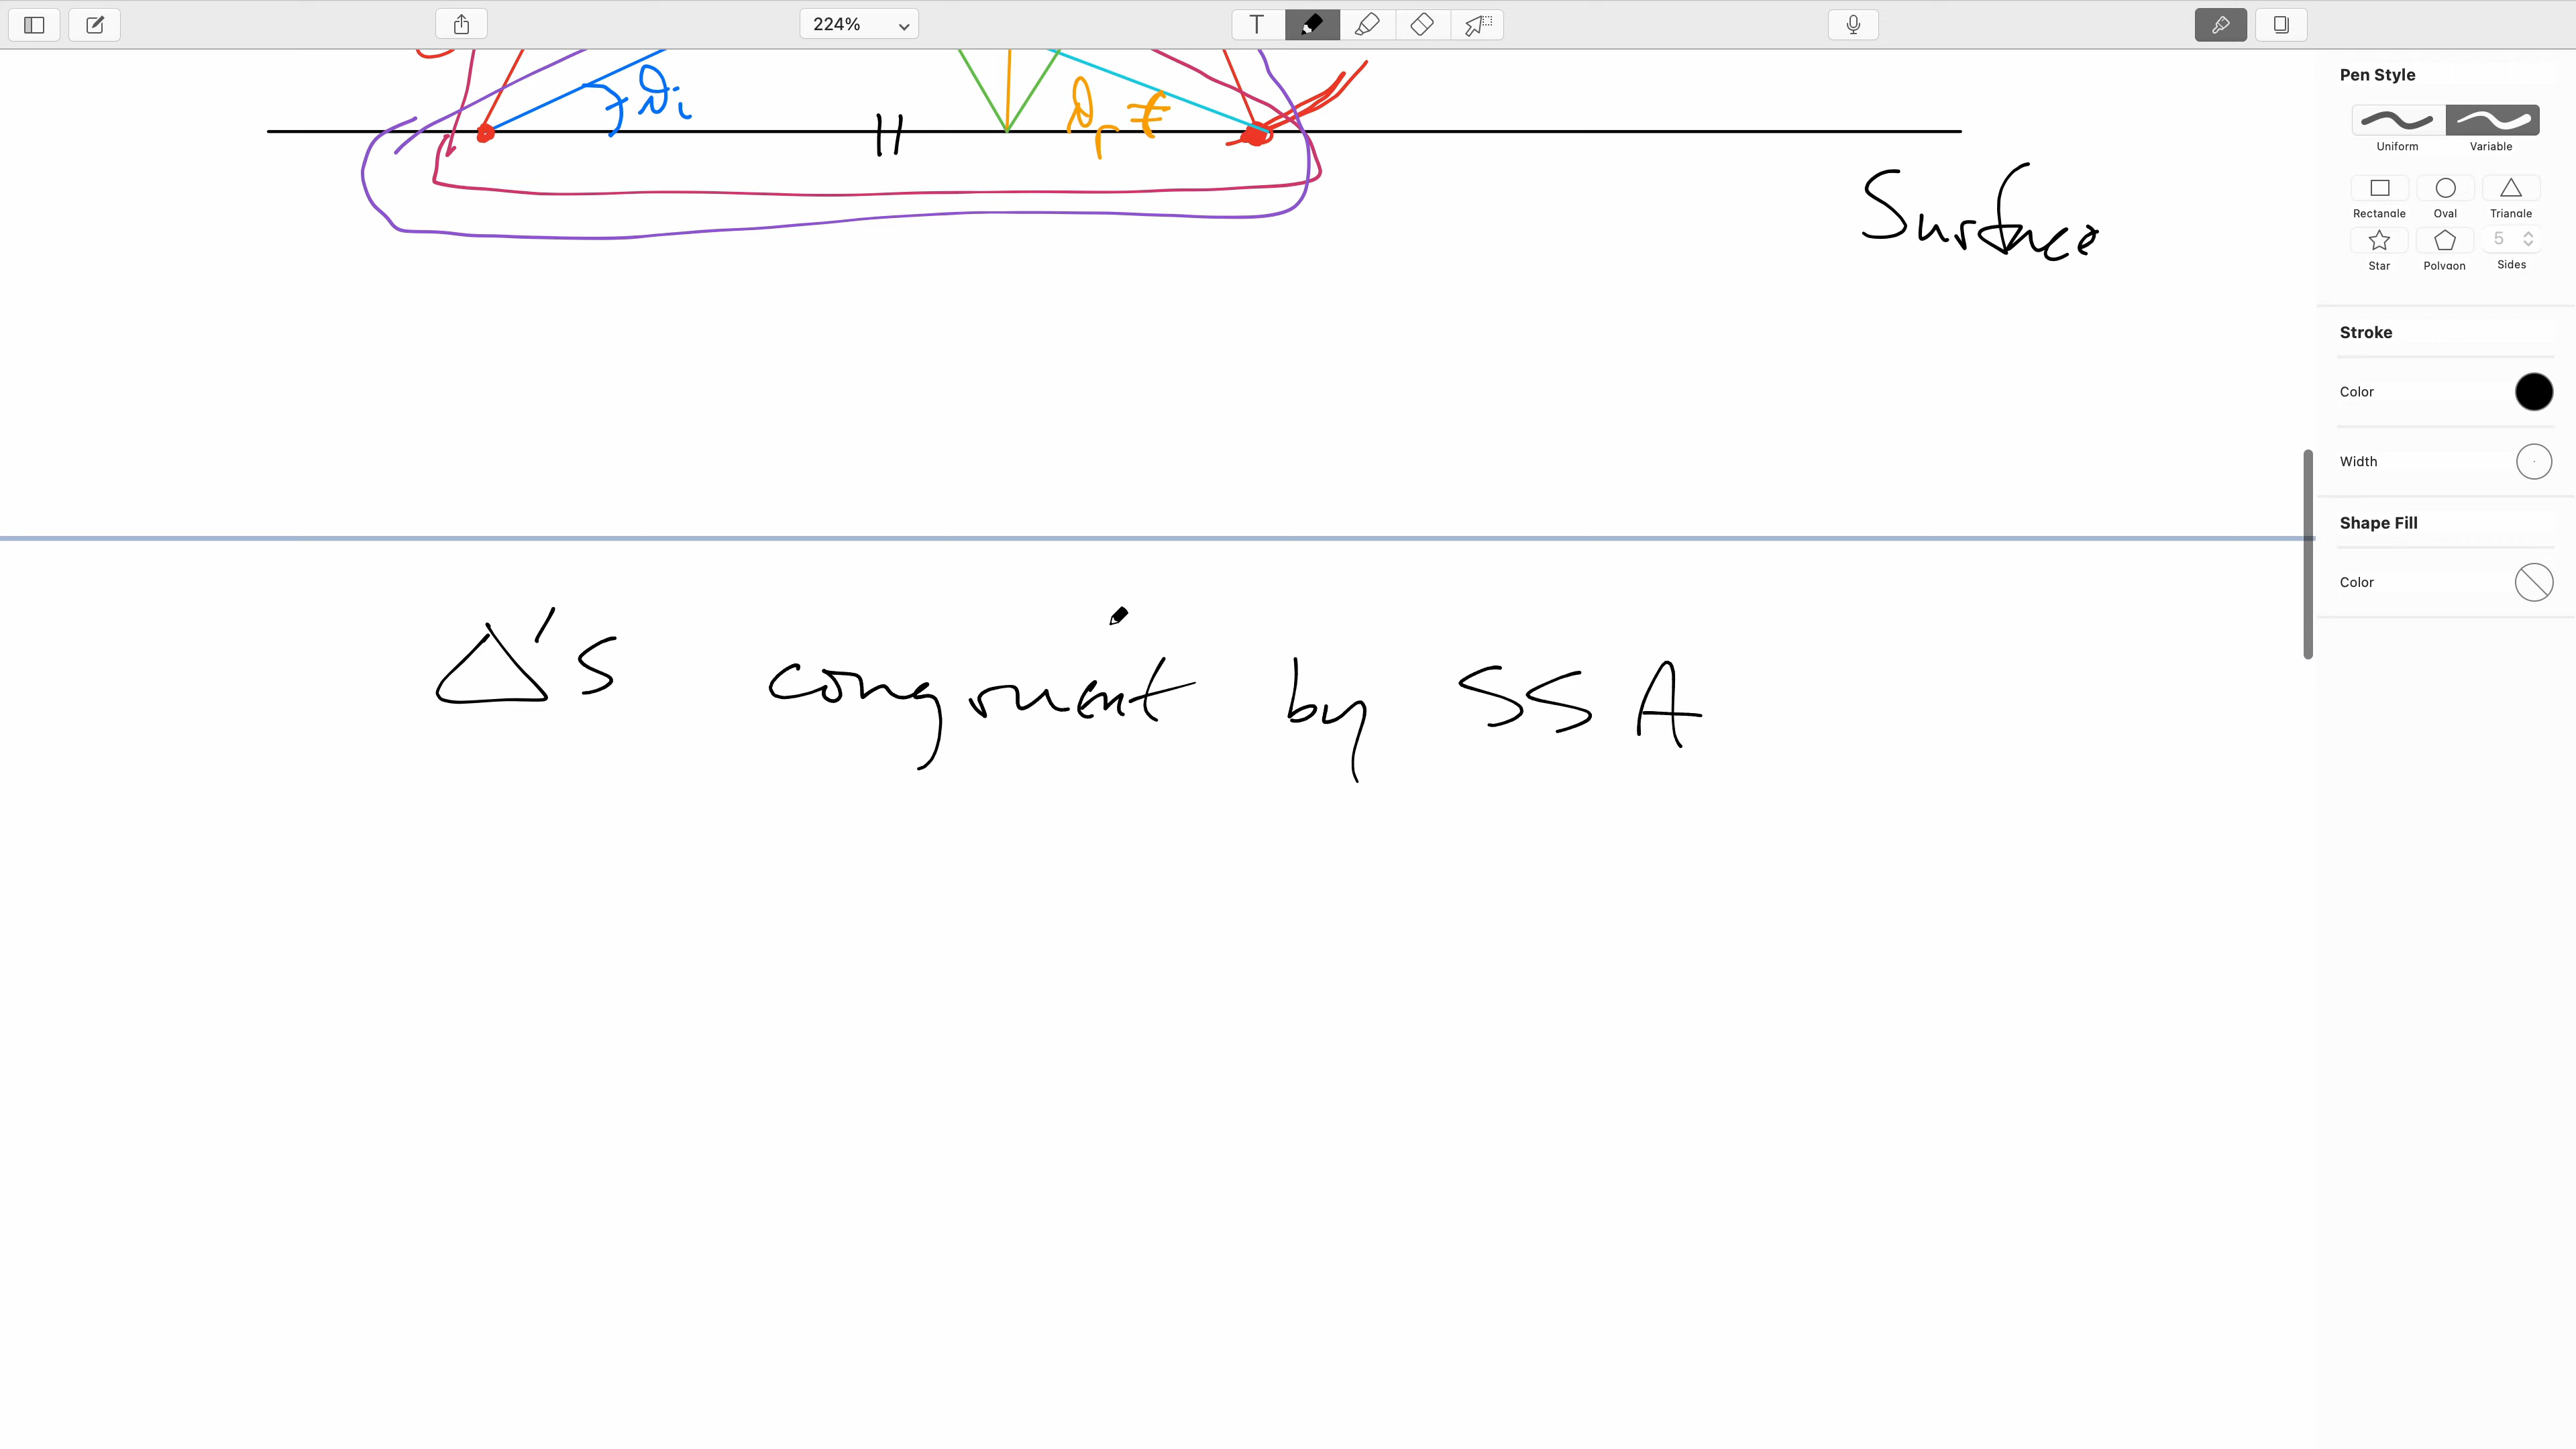 224%
T
Pen Style
Uniform
Variable
Rectangle
Oval
Triangle
Star
Polygon
5
Sides
Stroke
Color
Width
Shape Fill
Color
θi
θr
Surface
Δ's congruent by SSA